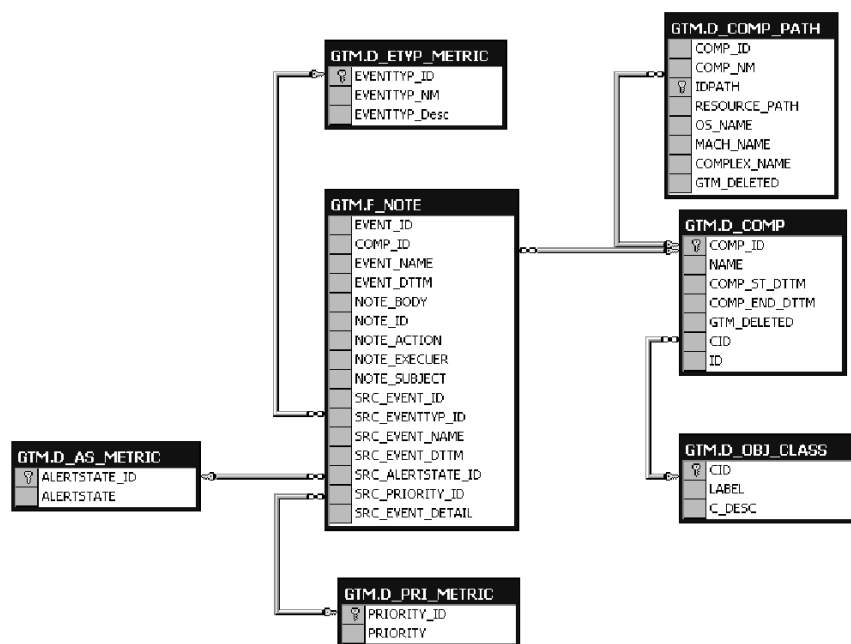 GTM.D_ETYP_METRIC
EVENTTYP_ID
EVENTTYP_NM
EVENTTYP_Desc
GTM.D_COMP_PATH
COMP_ID
COMP_NM
IDPATH
RESOURCE_PATH
OS_NAME
MACH_NAME
COMPLEX_NAME
GTM_DELETED
GTM.F_NOTE
EVENT_ID
COMP_ID
EVENT_NAME
EVENT_DTTM
NOTE_BODY
NOTE_ID
NOTE_ACTION
NOTE_EXECUER
NOTE_SUBJECT
SRC_EVENT_ID
SRC_EVENTTYP_ID
SRC_EVENT_NAME
SRC_EVENT_DTTM
SRC_ALERTSTATE_ID
SRC_PRIORITY_ID
SRC_EVENT_DETAIL
GTM.D_COMP
COMP_ID
NAME
COMP_ST_DTTM
COMP_END_DTTM
GTM_DELETED
CID
ID
GTM.D_AS_METRIC
ALERTSTATE_ID
ALERTSTATE
GTM.D_OBJ_CLASS
CID
LABEL
C_DESC
GTM.D_PRI_METRIC
PRIORITY_ID
PRIORITY